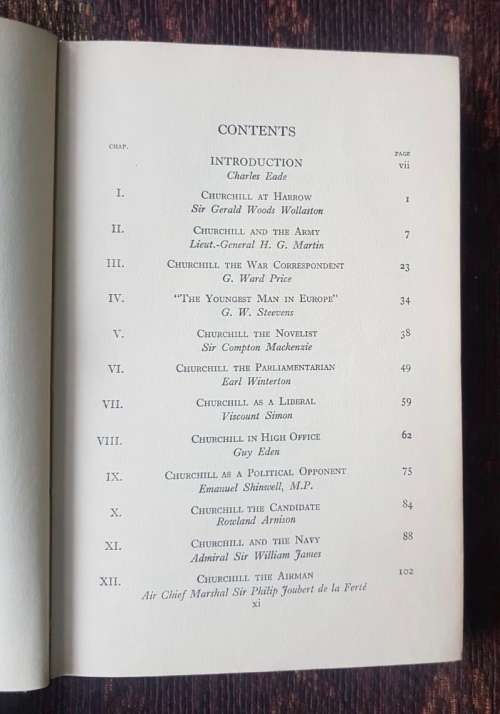 CONTENTS
CHAP. PAGE
INTRODUCTION vii
Charles Eade
I. CHURCHILL AT HARROW 1
Sir Gerald Woods Wollaston
II. CHURCHILL AND THE ARMY 7
Lieut.-General H. G. Martin
III. CHURCHILL THE WAR CORRESPONDENT 23
G. Ward Price
IV. "THE YOUNGEST MAN IN EUROPE" 34
G. W. Steevens
V. CHURCHILL THE NOVELIST 38
Sir Compton Mackenzie
VI. CHURCHILL THE PARLIAMENTARIAN 49
Earl Winterton
VII. CHURCHILL AS A LIBERAL 59
Viscount Simon
VIII. CHURCHILL IN HIGH OFFICE 62
Guy Eden
IX. CHURCHILL AS A POLITICAL OPPONENT 75
Emanuel Shinwell, M.P.
X. CHURCHILL THE CANDIDATE 84
Rowland Arnison
XI. CHURCHILL AND THE NAVY 88
Admiral Sir William James
XII. CHURCHILL THE AIRMAN 102
Air Chief Marshal Sir Philip Joubert de la Ferté
xi